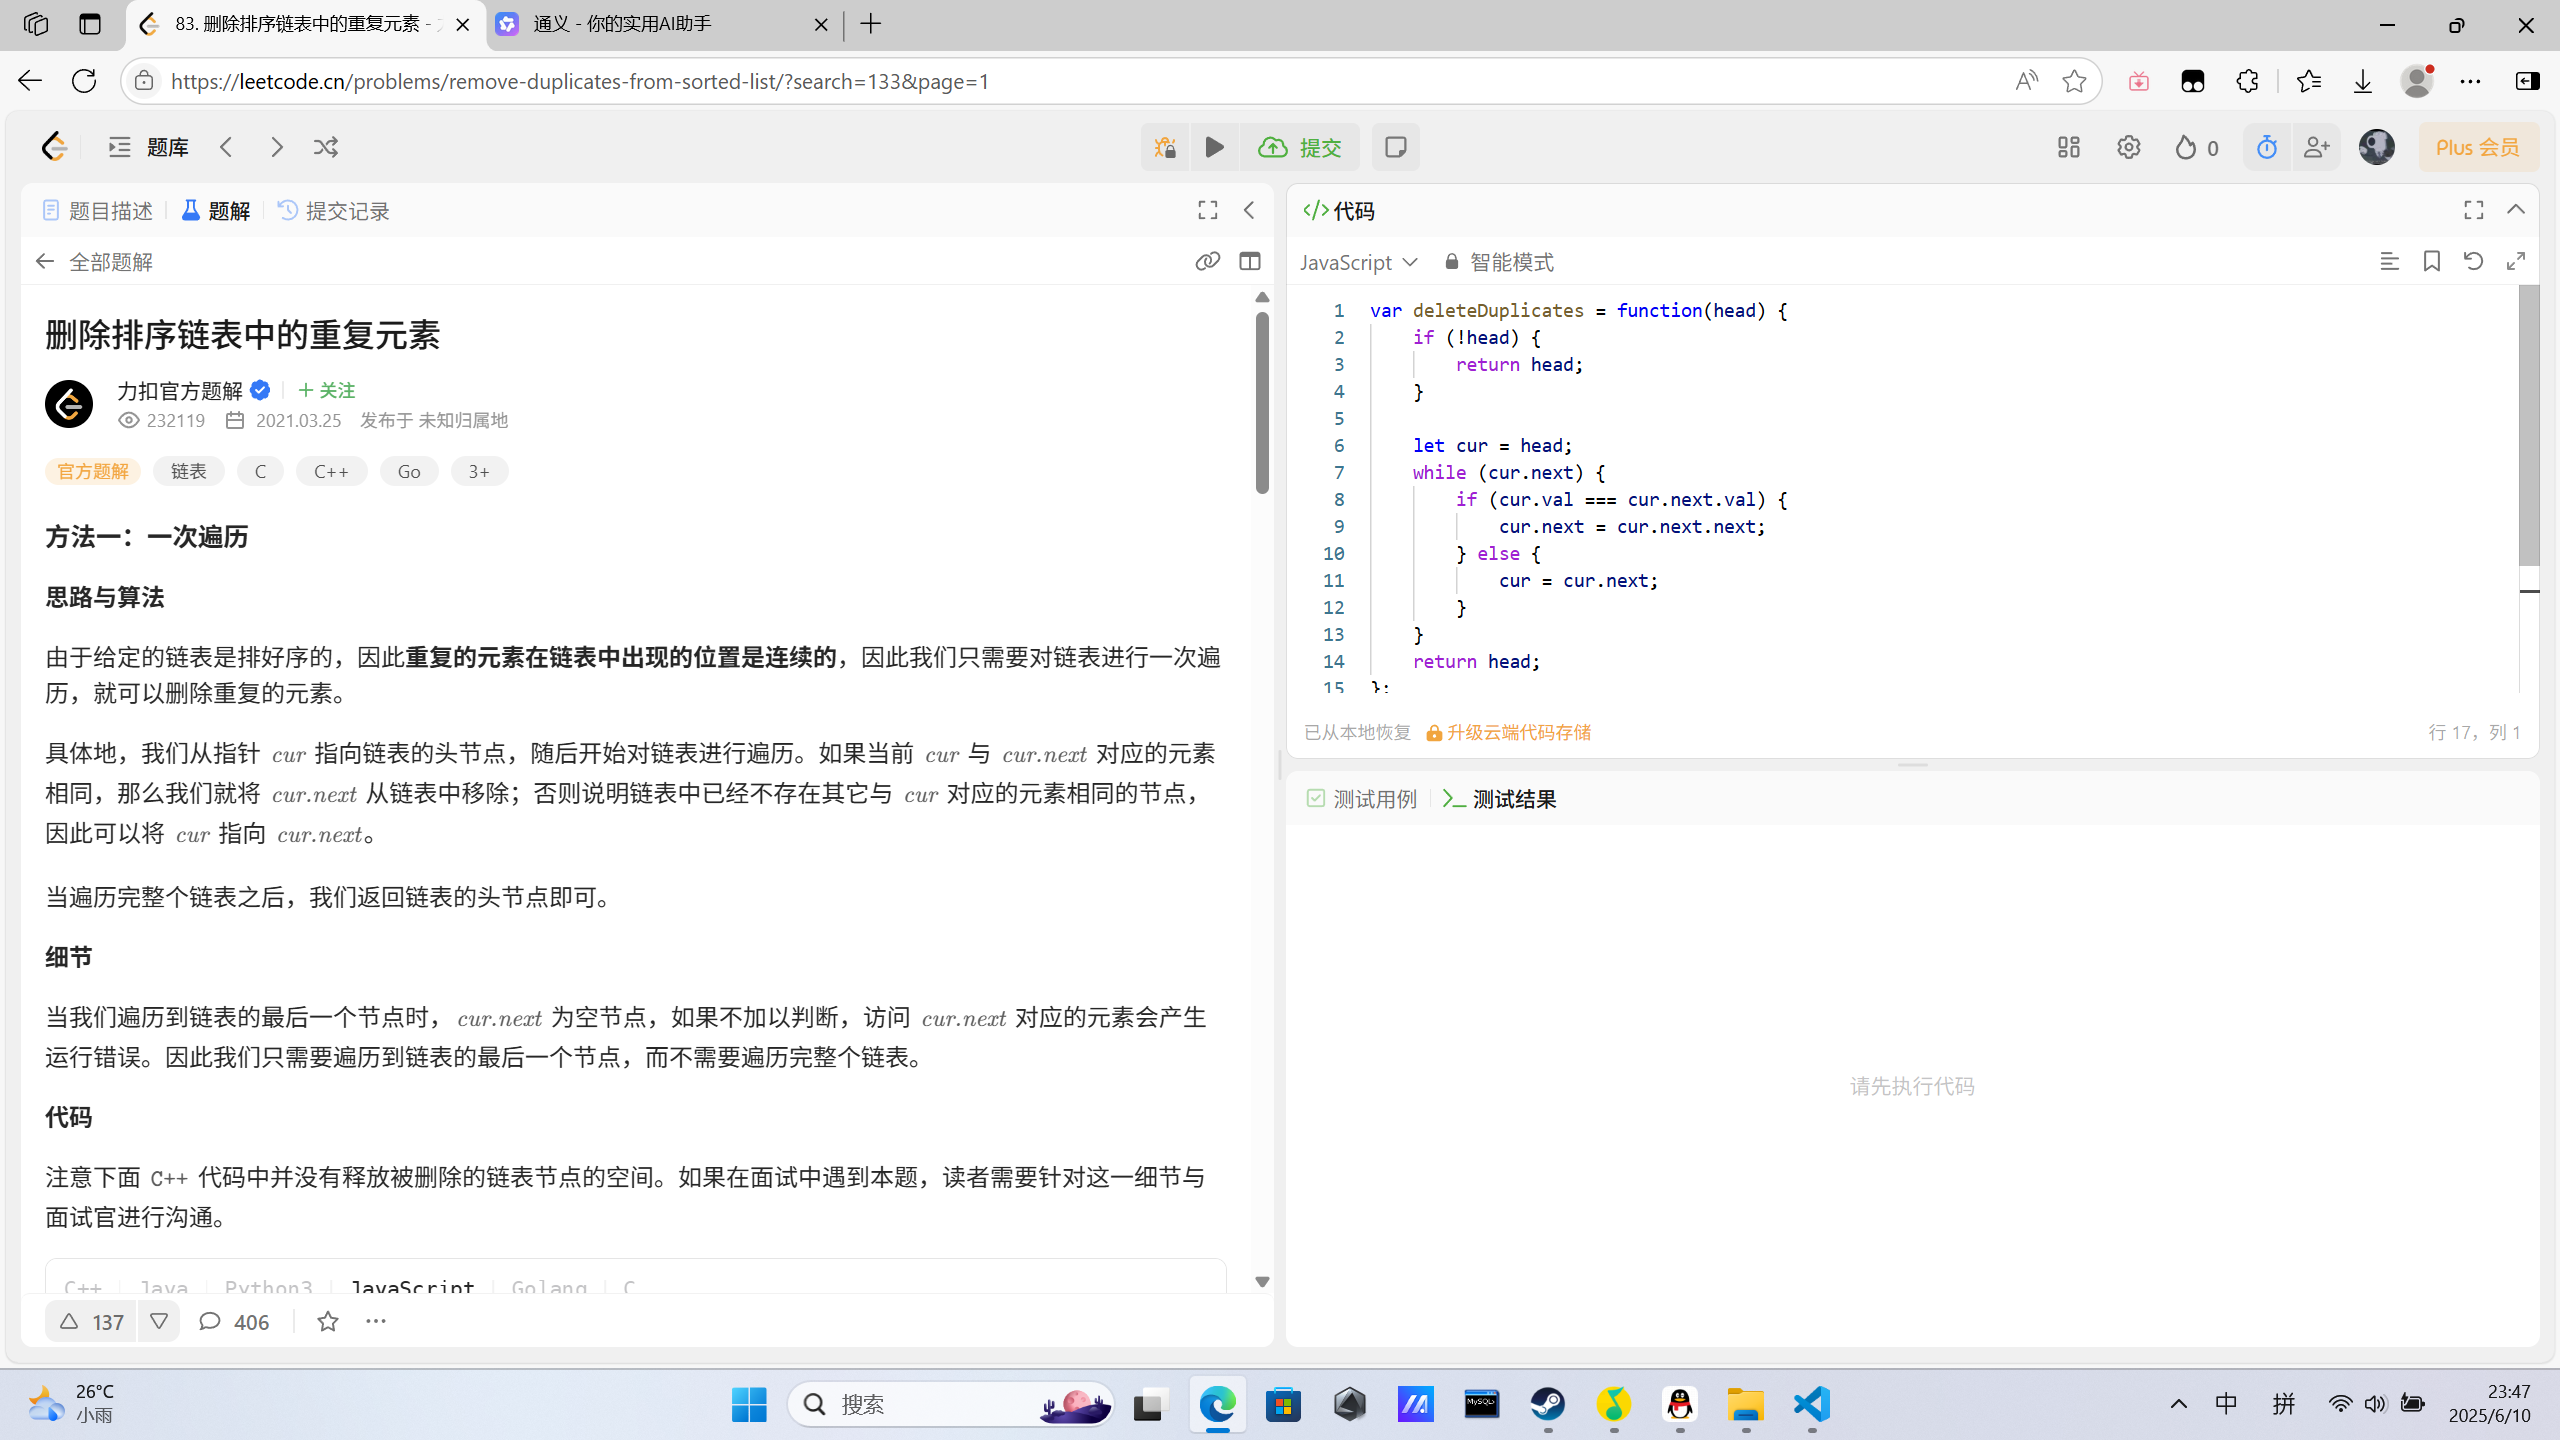 83. 删除排序链表中的重复元素 -
通义 - 你的实用AI助手
https://leetcode.cn/problems/remove-duplicates-from-sorted-list/?search=133&page=1
题库
提交
0
Plus 会员
题目描述
题解
提交记录
全部题解
删除排序链表中的重复元素
力扣官方题解
关注
232119 2021.03.25 发布于 未知归属地
官方题解 链表 C C++ Go 3+
方法一：一次遍历
思路与算法
由于给定的链表是排好序的，因此重复的元素在链表中出现的位置是连续的，因此我们只需要对链表进行一次遍
历，就可以删除重复的元素。
具体地，我们从指针 cur 指向链表的头节点，随后开始对链表进行遍历。如果当前 cur 与 cur.next 对应的元素
相同，那么我们就将 cur.next 从链表中移除；否则说明链表中已经不存在其它与 cur 对应的元素相同的节点，
因此可以将 cur 指向 cur.next。
当遍历完整个链表之后，我们返回链表的头节点即可。
细节
当我们遍历到链表的最后一个节点时，cur.next 为空节点，如果不加以判断，访问 cur.next 对应的元素会产生
运行错误。因此我们只需要遍历到链表的最后一个节点，而不需要遍历完整个链表。
代码
注意下面 C++ 代码中并没有释放被删除的链表节点的空间。如果在面试中遇到本题，读者需要针对这一细节与
面试官进行沟通。
C++ Java Python3 JavaScript Golang C
137 406
代码
JavaScript 智能模式
1 var deleteDuplicates = function(head) {
2 if (!head) {
3 return head;
4 }
5
6 let cur = head;
7 while (cur.next) {
8 if (cur.val === cur.next.val) {
9 cur.next = cur.next.next;
10 } else {
11 cur = cur.next;
12 }
13 }
14 return head;
15 };
已从本地恢复 升级云端代码存储
行 17，列 1
测试用例
测试结果
请先执行代码
26°C
小雨
搜索
MySQL
中
拼
23:47
2025/6/10